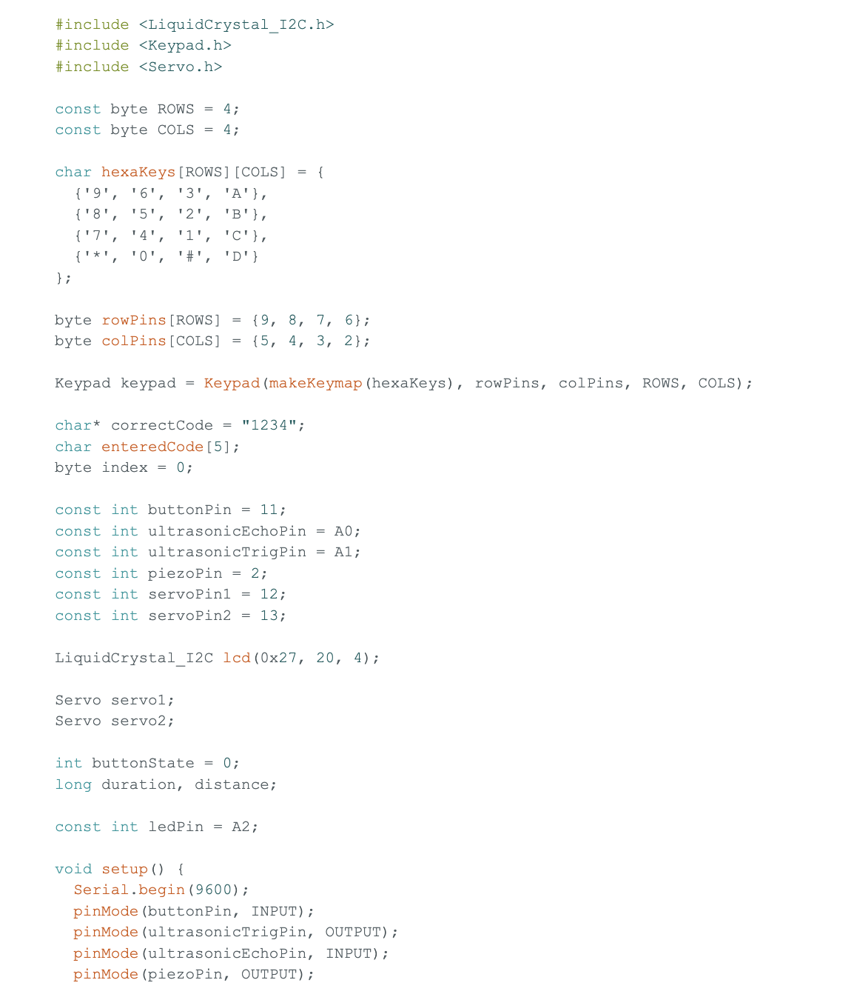 #include <LiquidCrystal_I2C.h>
#include <Keypad.h>
#include <Servo.h>

const byte ROWS = 4;
const byte COLS = 4;

char hexaKeys[ROWS][COLS] = {
  {'9', '6', '3', 'A'},
  {'8', '5', '2', 'B'},
  {'7', '4', '1', 'C'},
  {'*', '0', '#', 'D'}
};

byte rowPins[ROWS] = {9, 8, 7, 6};
byte colPins[COLS] = {5, 4, 3, 2};

Keypad keypad = Keypad(makeKeymap(hexaKeys), rowPins, colPins, ROWS, COLS);

char* correctCode = "1234";
char enteredCode[5];
byte index = 0;

const int buttonPin = 11;
const int ultrasonicEchoPin = A0;
const int ultrasonicTrigPin = A1;
const int piezoPin = 2;
const int servoPin1 = 12;
const int servoPin2 = 13;

LiquidCrystal_I2C lcd(0x27, 20, 4);

Servo servo1;
Servo servo2;

int buttonState = 0;
long duration, distance;

const int ledPin = A2;

void setup() {
  Serial.begin(9600);
  pinMode(buttonPin, INPUT);
  pinMode(ultrasonicTrigPin, OUTPUT);
  pinMode(ultrasonicEchoPin, INPUT);
  pinMode(piezoPin, OUTPUT);